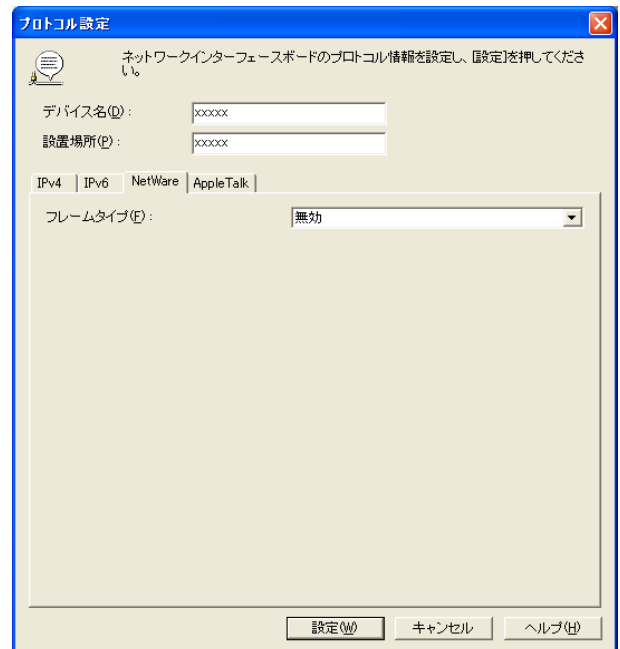 プロトコル設定
ネットワークインターフェースボードのプロトコル情報を設定し、[設定]を押してくださ
い。
デバイス名(D):
xxxxx
設置場所(P):
xxxxx
IPv4 IPv6 NetWare AppleTalk
フレームタイプ(F):
無効
設定(W) キャンセル ヘルプ(H)